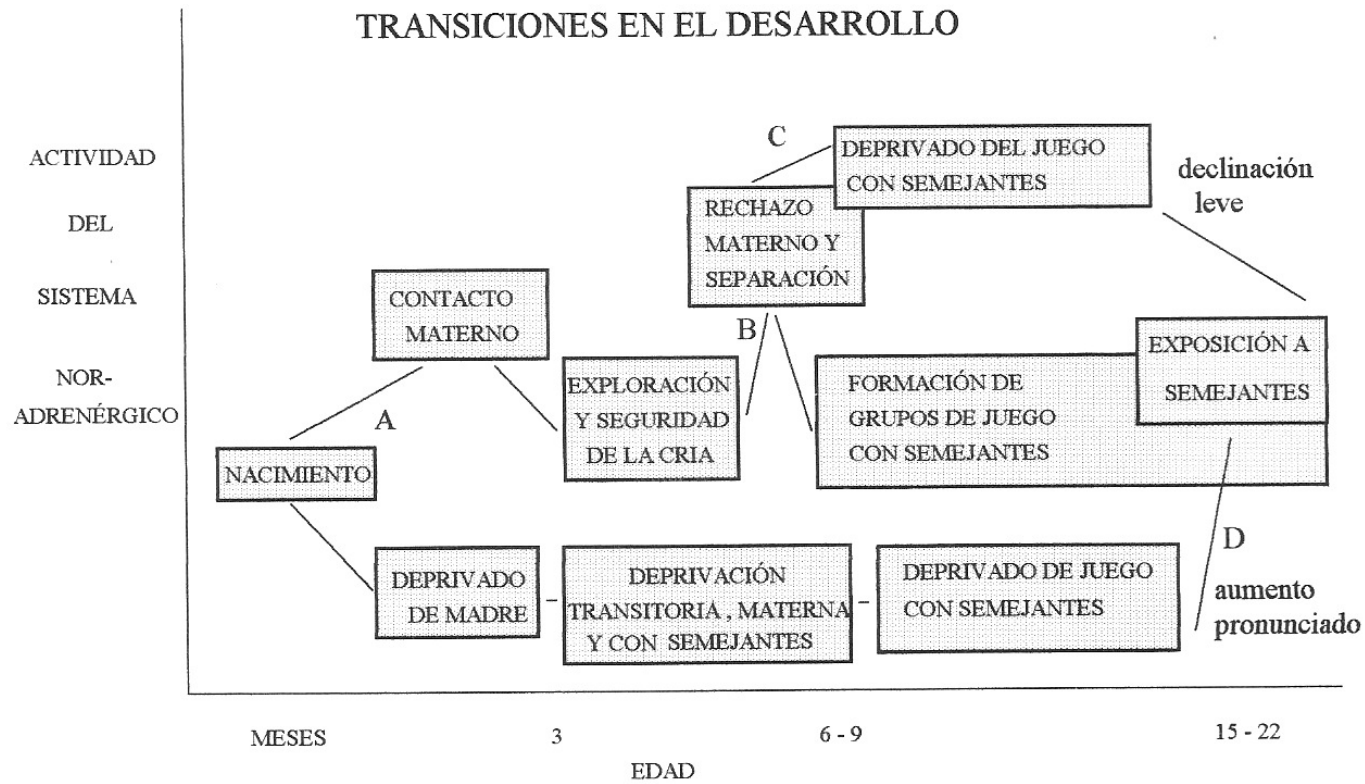 TRANSICIONES EN EL DESARROLLO
ACTIVIDAD
DEL
SISTEMA
NOR-
ADRENÉRGICO
C
DEPRIVADO DEL JUEGO
CON SEMEJANTES
declinación
leve
RECHAZO
MATERNO Y
SEPARACIÓN
CONTACTO
MATERNO
B
EXPOSICIÓN A
SEMEJANTES
EXPLORACIÓN
Y SEGURIDAD
DE LA CRIA
FORMACIÓN DE
GRUPOS DE JUEGO
CON SEMEJANTES
A
NACIMIENTO
DEPRIVADO
DE MADRE
DEPRIVACIÓN
TRANSITORIA , MATERNA
Y CON SEMEJANTES
DEPRIVADO DE JUEGO
CON SEMEJANTES
D
aumento
pronunciado
MESES 3 6 - 9 15 - 22
EDAD